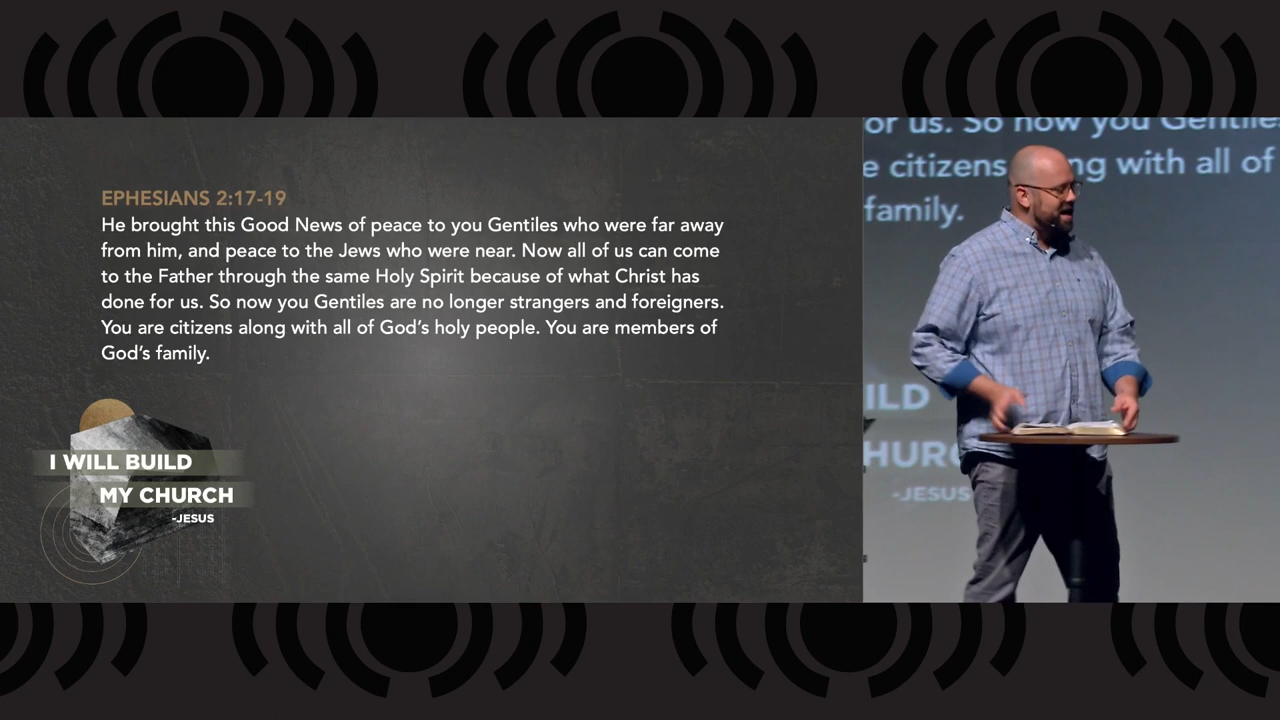 EPHESIANS 2:17-19
He brought this Good News of peace to you Gentiles who were far away
from him, and peace to the Jews who were near. Now all of us can come
to the Father through the same Holy Spirit because of what Christ has
done for us. So now you Gentiles are no longer strangers and foreigners.
You are citizens along with all of God’s holy people. You are members of
God’s family.
I WILL BUILD
MY CHURCH
-JESUS
or us. So now you Gentiles
e citizens ng with all of
family.
ILD
HURC
-JESUS